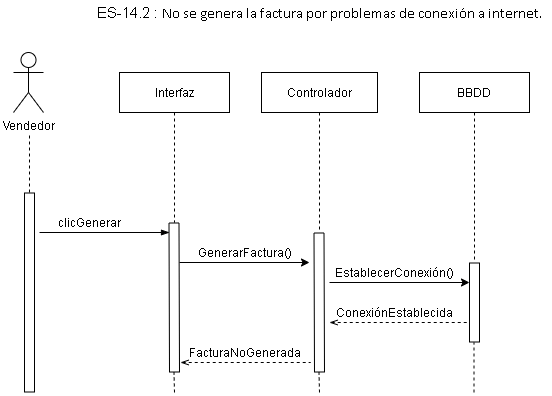 ES-14.2 : No se genera la factura por problemas de conexión a internet.
Vendedor
Interfaz
Controlador
BBDD
clicGenerar
GenerarFactura()
EstablecerConexión()
ConexiónEstablecida
FacturaNoGenerada